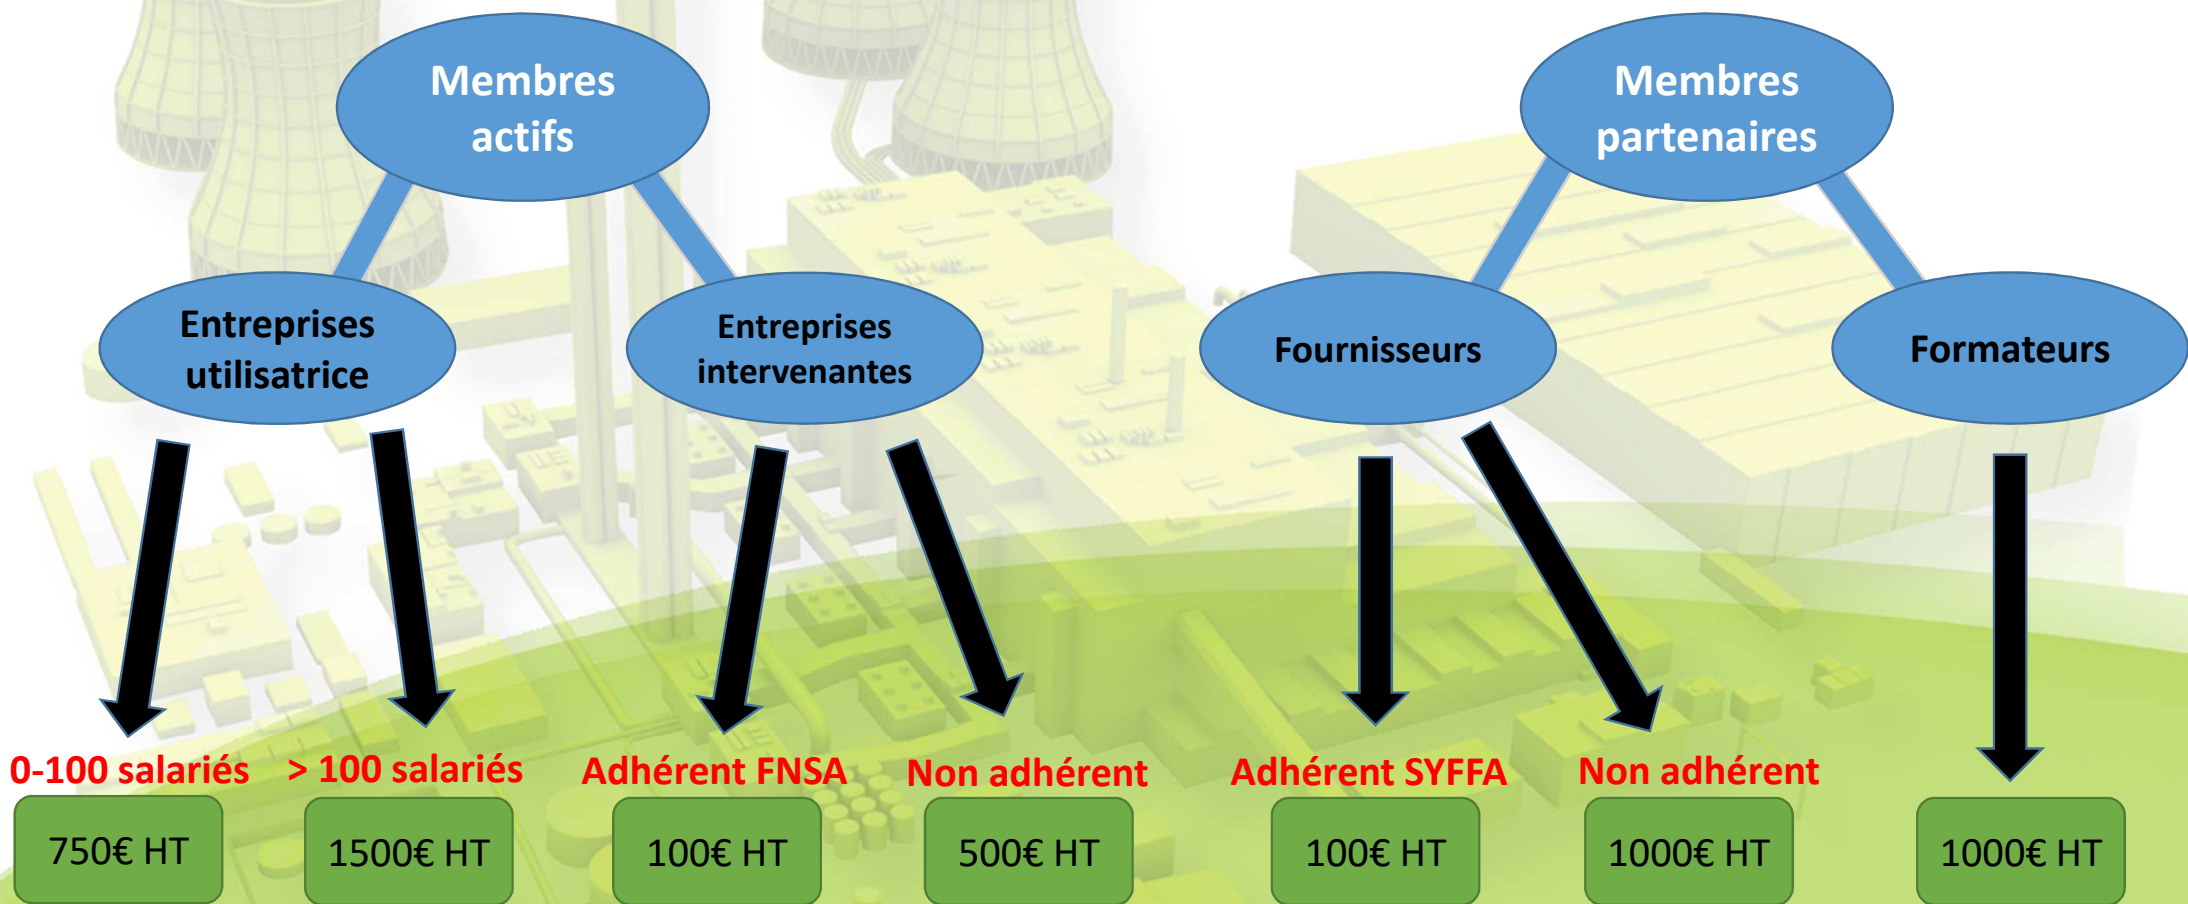 Membres
actifs
Membres
partenaires
Entreprises
utilisatrice
Entreprises
intervenantes
Fournisseurs
Formateurs
0-100 salariés
> 100 salariés
Adhérent FNSA
Non adhérent
Adhérent SYFFA
Non adhérent
750€ HT
1500€ HT
100€ HT
500€ HT
100€ HT
1000€ HT
1000€ HT